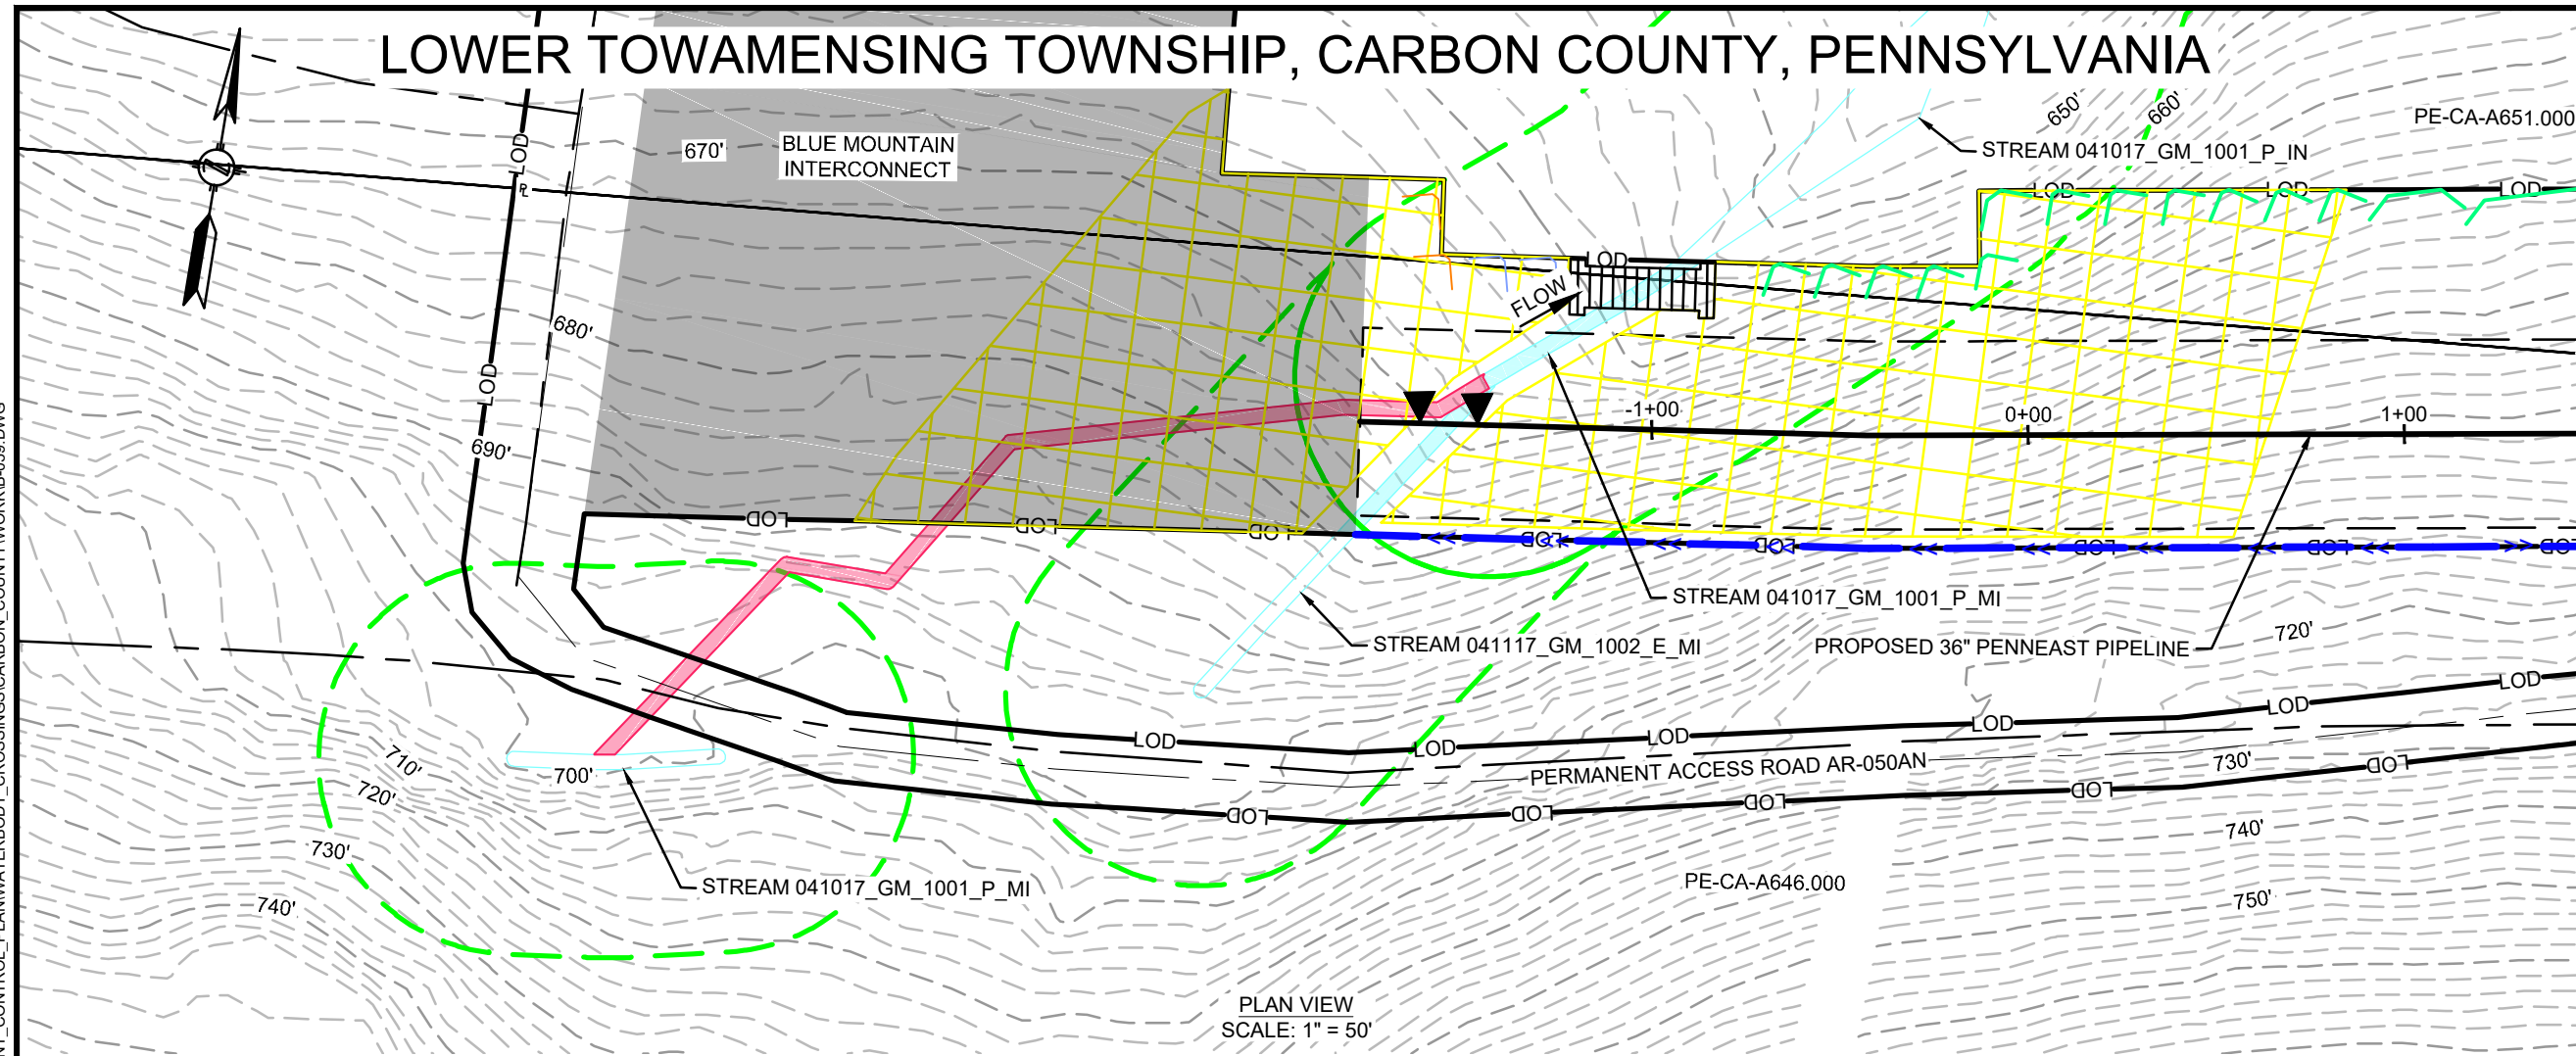 LOWER TOWAMENSING TOWNSHIP, CARBON COUNTY, PENNSYLVANIA
650'
660'
PE-CA-A651.000
LOD
670'
BLUE MOUNTAIN
INTERCONNECT
STREAM 041017_GM_1001_P_IN
PL
LOD
LOD
LOD
LOD
FLOW
680'
LOD
690'
-1+00
0+00
1+00
LOD
LOD
LOD
LOD
LOD
LOD
LOD
LOD
STREAM 041017_GM_1001_P_MI
STREAM 041117_GM_1002_E_MI
PROPOSED 36" PENNEAST PIPELINE
720'
LOD
LOD
LOD
LOD
LOD
LOD
710'
700'
720'
PERMANENT ACCESS ROAD AR-050AN
730'
LOD
LOD
LOD
LOD
LOD
730'
740'
STREAM 041017_GM_1001_P_MI
PE-CA-A646.000
740'
750'
PLAN VIEW
SCALE: 1" = 50'